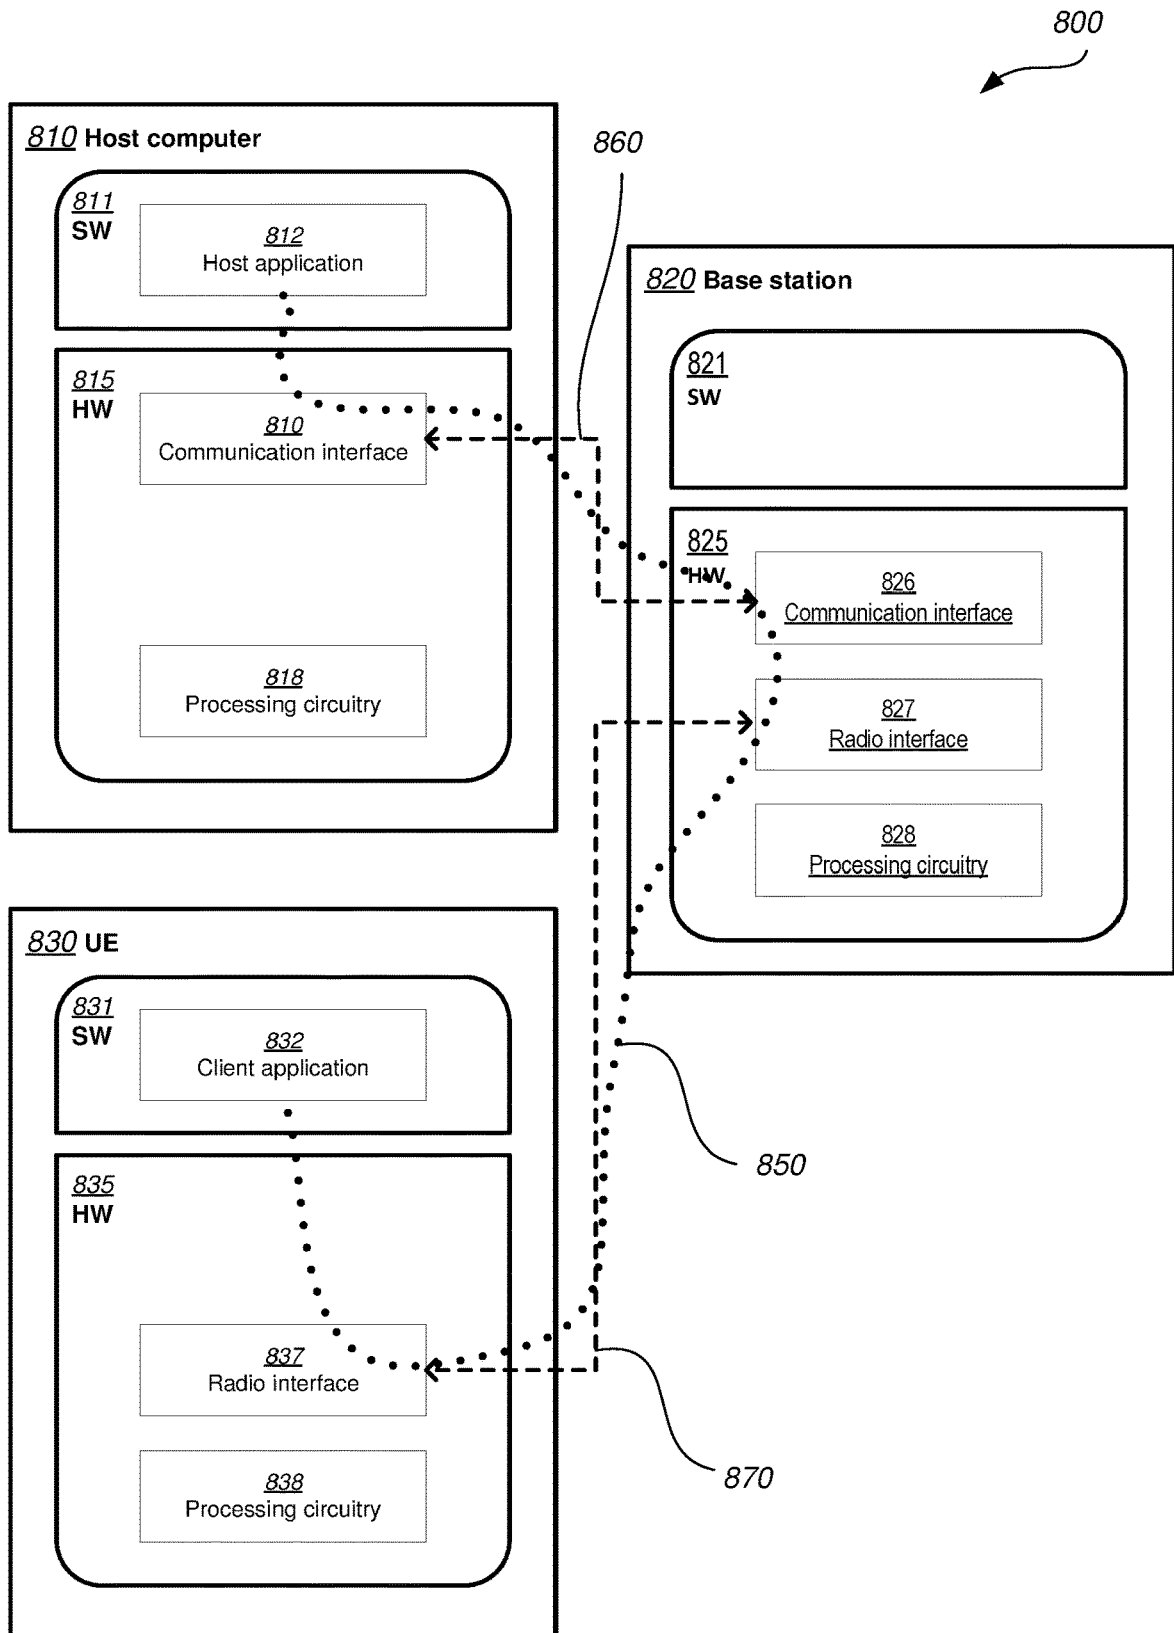 800
810 Host computer
811
SW
812
Host application
815
HW
810
Communication interface
818
Processing circuitry
860
820 Base station
821
SW
825
HW
826
Communication interface
827
Radio interface
828
Processing circuitry
830 UE
831
SW
832
Client application
835
HW
837
Radio interface
838
Processing circuitry
850
870